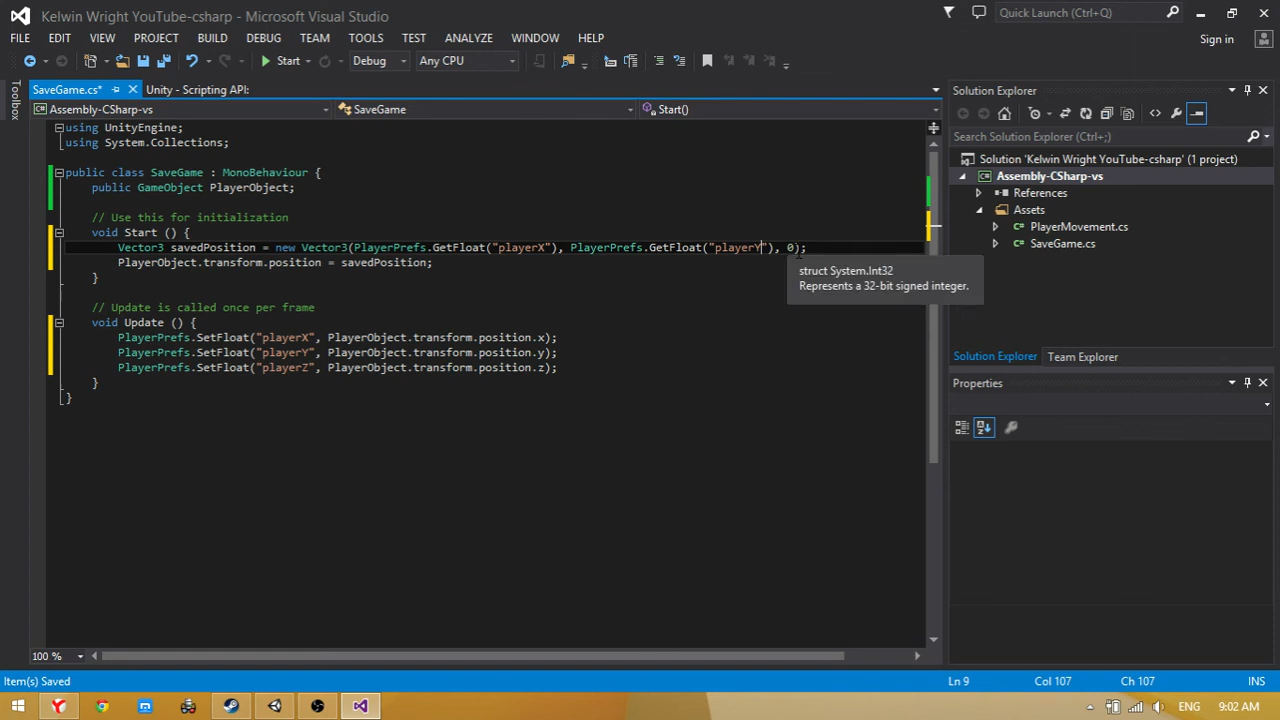 Kelwin Wright YouTube-csharp - Microsoft Visual Studio
Quick Launch (Ctrl+Q)
FILE EDIT VIEW PROJECT BUILD DEBUG TEAM TOOLS TEST ANALYZE WINDOW HELP
Sign in
Start Debug Any CPU
Toolbox
SaveGame.cs* Unity - Scripting API:
Assembly-CSharp-vs SaveGame Start()
using UnityEngine;
using System.Collections;
public class SaveGame : MonoBehaviour {
public GameObject PlayerObject;
// Use this for initialization
void Start () {
Vector3 savedPosition = new Vector3(PlayerPrefs.GetFloat("playerX"), PlayerPrefs.GetFloat("playerY"), 0);
PlayerObject.transform.position = savedPosition;
}
struct System.Int32
Represents a 32-bit signed integer.
// Update is called once per frame
void Update () {
PlayerPrefs.SetFloat("playerX", PlayerObject.transform.position.x);
PlayerPrefs.SetFloat("playerY", PlayerObject.transform.position.y);
PlayerPrefs.SetFloat("playerZ", PlayerObject.transform.position.z);
}
}
100 %
Solution Explorer
Search Solution Explorer (Ctrl+;)
Solution 'Kelwin Wright YouTube-csharp' (1 project)
Assembly-CSharp-vs
References
Assets
PlayerMovement.cs
SaveGame.cs
Solution Explorer Team Explorer
Properties
Item(s) Saved Ln 9 Col 107 Ch 107 INS
ENG 9:02 AM